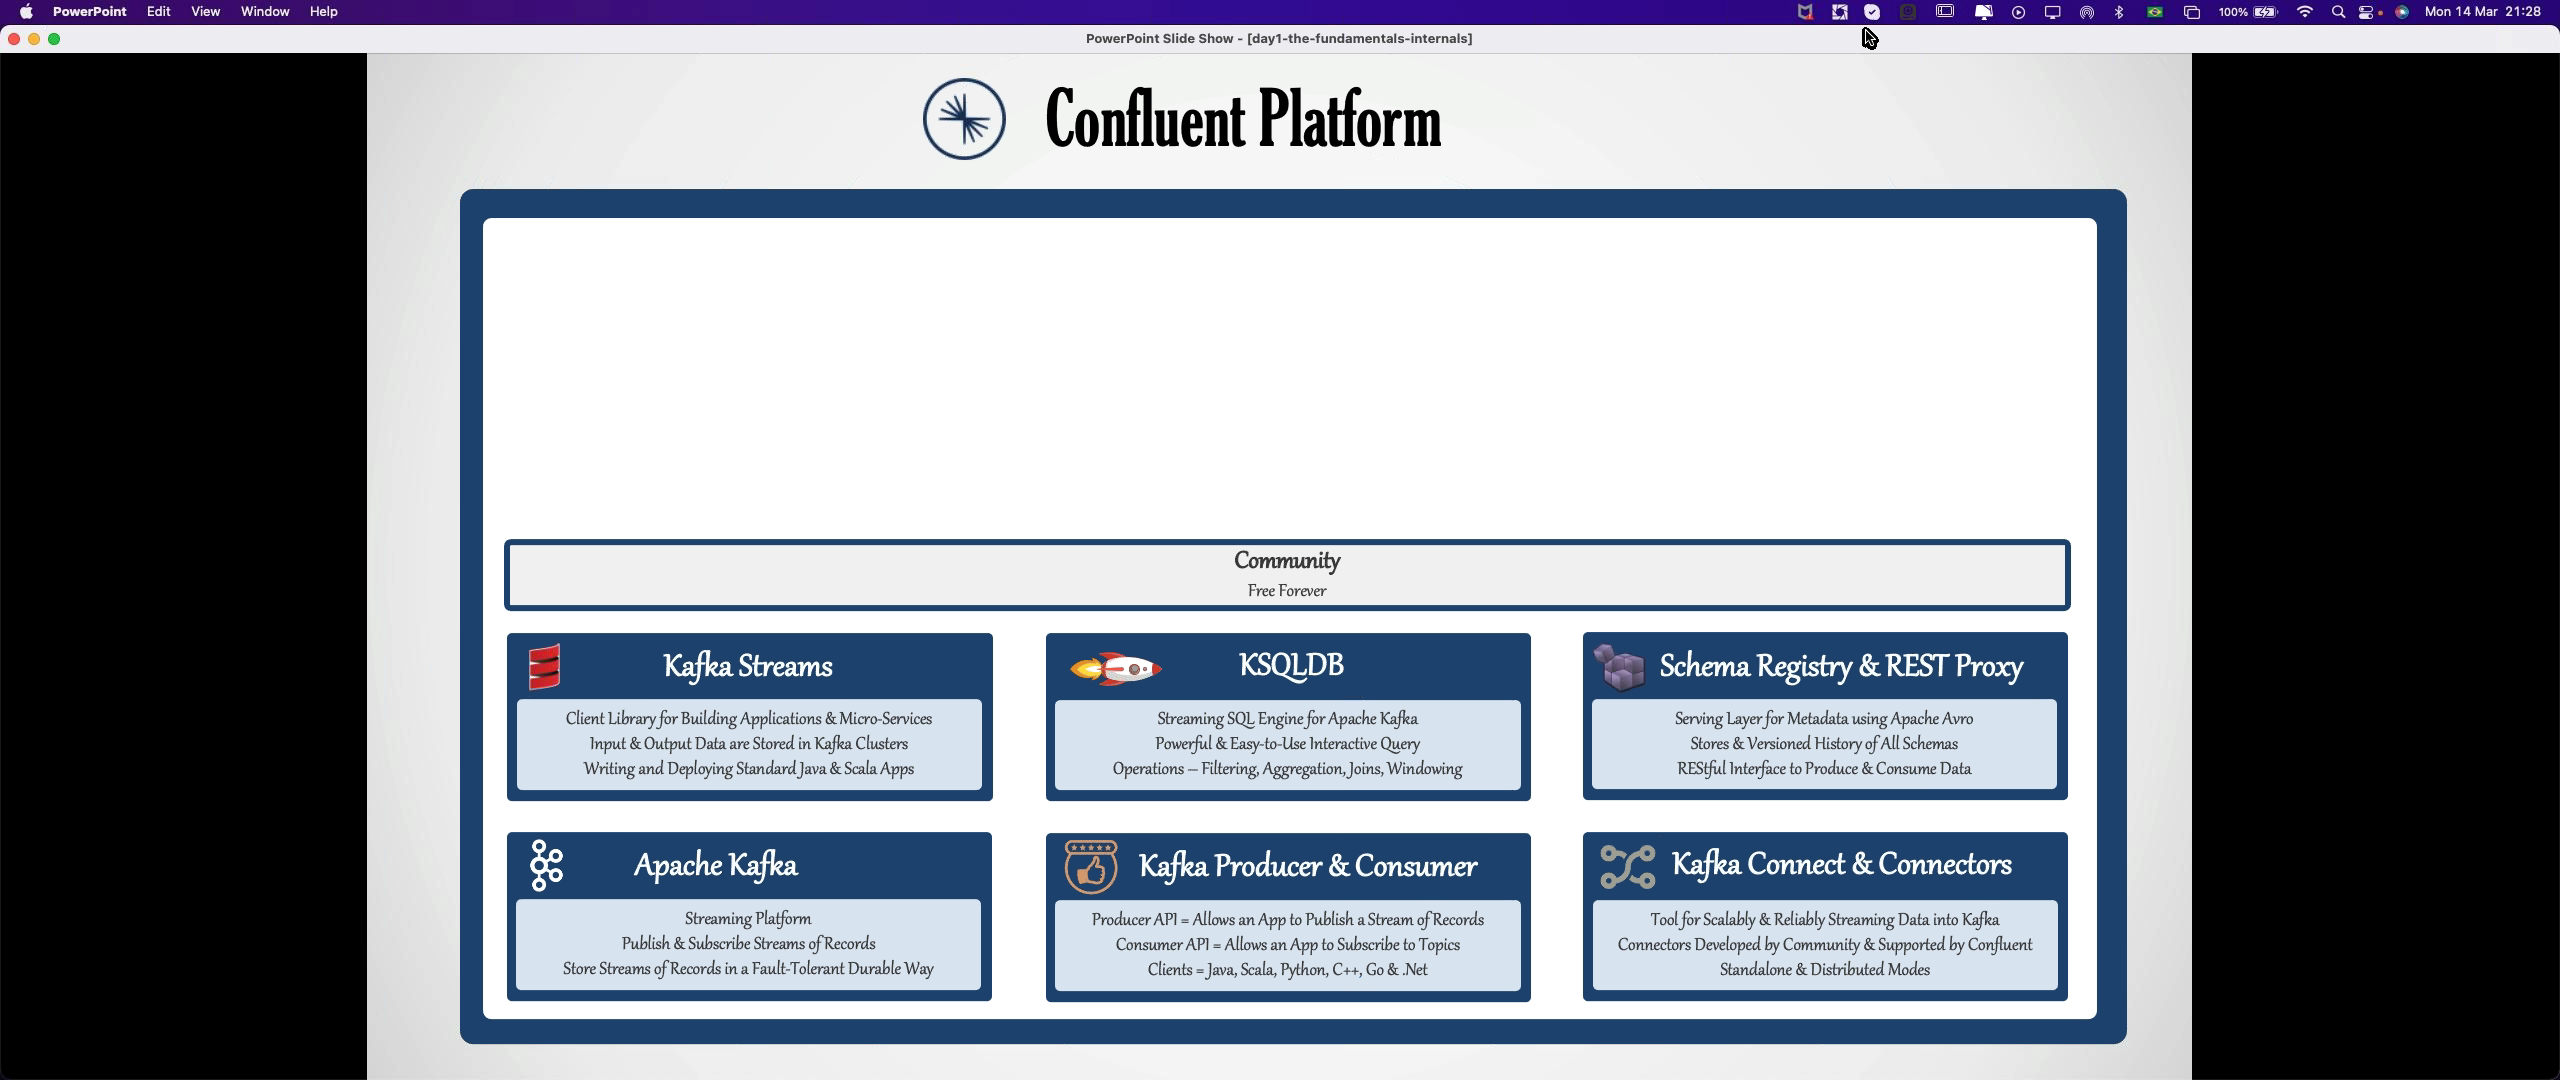 PowerPoint Edit View Window Help 100% Mon 14 Mar 21:28
PowerPoint Slide Show - [day1-the-fundamentals-internals]
Confluent Platform
Community
Free Forever
Kafka Streams
Client Library for Building Applications & Micro-Services
Input & Output Data are Stored in Kafka Clusters
Writing and Deploying Standard Java & Scala Apps
KSQLDB
Streaming SQL Engine for Apache Kafka
Powerful & Easy-to-Use Interactive Query
Operations – Filtering, Aggregation, Joins, Windowing
Schema Registry & REST Proxy
Serving Layer for Metadata using Apache Avro
Stores & Versioned History of All Schemas
REStful Interface to Produce & Consume Data
Apache Kafka
Streaming Platform
Publish & Subscribe Streams of Records
Store Streams of Records in a Fault-Tolerant Durable Way
Kafka Producer & Consumer
Producer API = Allows an App to Publish a Stream of Records
Consumer API = Allows an App to Subscribe to Topics
Clients = Java, Scala, Python, C++, Go & .Net
Kafka Connect & Connectors
Tool for Scalably & Reliably Streaming Data into Kafka
Connectors Developed by Community & Supported by Confluent
Standalone & Distributed Modes